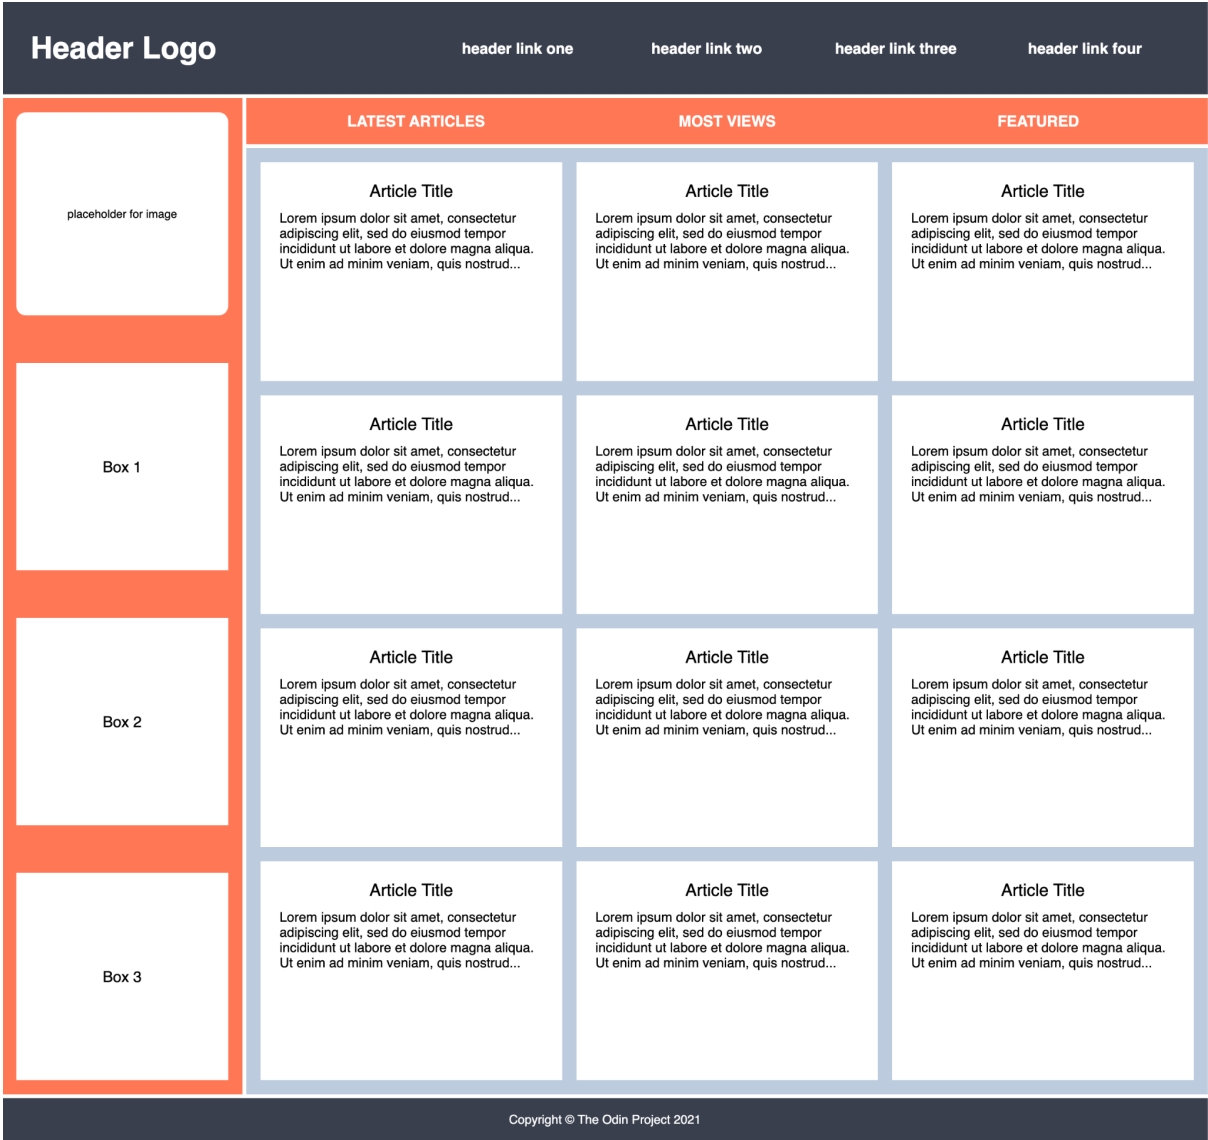 Header Logo
header link one
header link two
header link three
header link four
placeholder for image
Box 1
Box 2
Box 3
LATEST ARTICLES
MOST VIEWS
FEATURED
Article Title
Lorem ipsum dolor sit amet, consectetur
adipiscing elit, sed do eiusmod tempor
incididunt ut labore et dolore magna aliqua.
Ut enim ad minim veniam, quis nostrud...
Article Title
Lorem ipsum dolor sit amet, consectetur
adipiscing elit, sed do eiusmod tempor
incididunt ut labore et dolore magna aliqua.
Ut enim ad minim veniam, quis nostrud...
Article Title
Lorem ipsum dolor sit amet, consectetur
adipiscing elit, sed do eiusmod tempor
incididunt ut labore et dolore magna aliqua.
Ut enim ad minim veniam, quis nostrud...
Article Title
Lorem ipsum dolor sit amet, consectetur
adipiscing elit, sed do eiusmod tempor
incididunt ut labore et dolore magna aliqua.
Ut enim ad minim veniam, quis nostrud...
Article Title
Lorem ipsum dolor sit amet, consectetur
adipiscing elit, sed do eiusmod tempor
incididunt ut labore et dolore magna aliqua.
Ut enim ad minim veniam, quis nostrud...
Article Title
Lorem ipsum dolor sit amet, consectetur
adipiscing elit, sed do eiusmod tempor
incididunt ut labore et dolore magna aliqua.
Ut enim ad minim veniam, quis nostrud...
Article Title
Lorem ipsum dolor sit amet, consectetur
adipiscing elit, sed do eiusmod tempor
incididunt ut labore et dolore magna aliqua.
Ut enim ad minim veniam, quis nostrud...
Article Title
Lorem ipsum dolor sit amet, consectetur
adipiscing elit, sed do eiusmod tempor
incididunt ut labore et dolore magna aliqua.
Ut enim ad minim veniam, quis nostrud...
Article Title
Lorem ipsum dolor sit amet, consectetur
adipiscing elit, sed do eiusmod tempor
incididunt ut labore et dolore magna aliqua.
Ut enim ad minim veniam, quis nostrud...
Article Title
Lorem ipsum dolor sit amet, consectetur
adipiscing elit, sed do eiusmod tempor
incididunt ut labore et dolore magna aliqua.
Ut enim ad minim veniam, quis nostrud...
Article Title
Lorem ipsum dolor sit amet, consectetur
adipiscing elit, sed do eiusmod tempor
incididunt ut labore et dolore magna aliqua.
Ut enim ad minim veniam, quis nostrud...
Article Title
Lorem ipsum dolor sit amet, consectetur
adipiscing elit, sed do eiusmod tempor
incididunt ut labore et dolore magna aliqua.
Ut enim ad minim veniam, quis nostrud...
Copyright © The Odin Project 2021